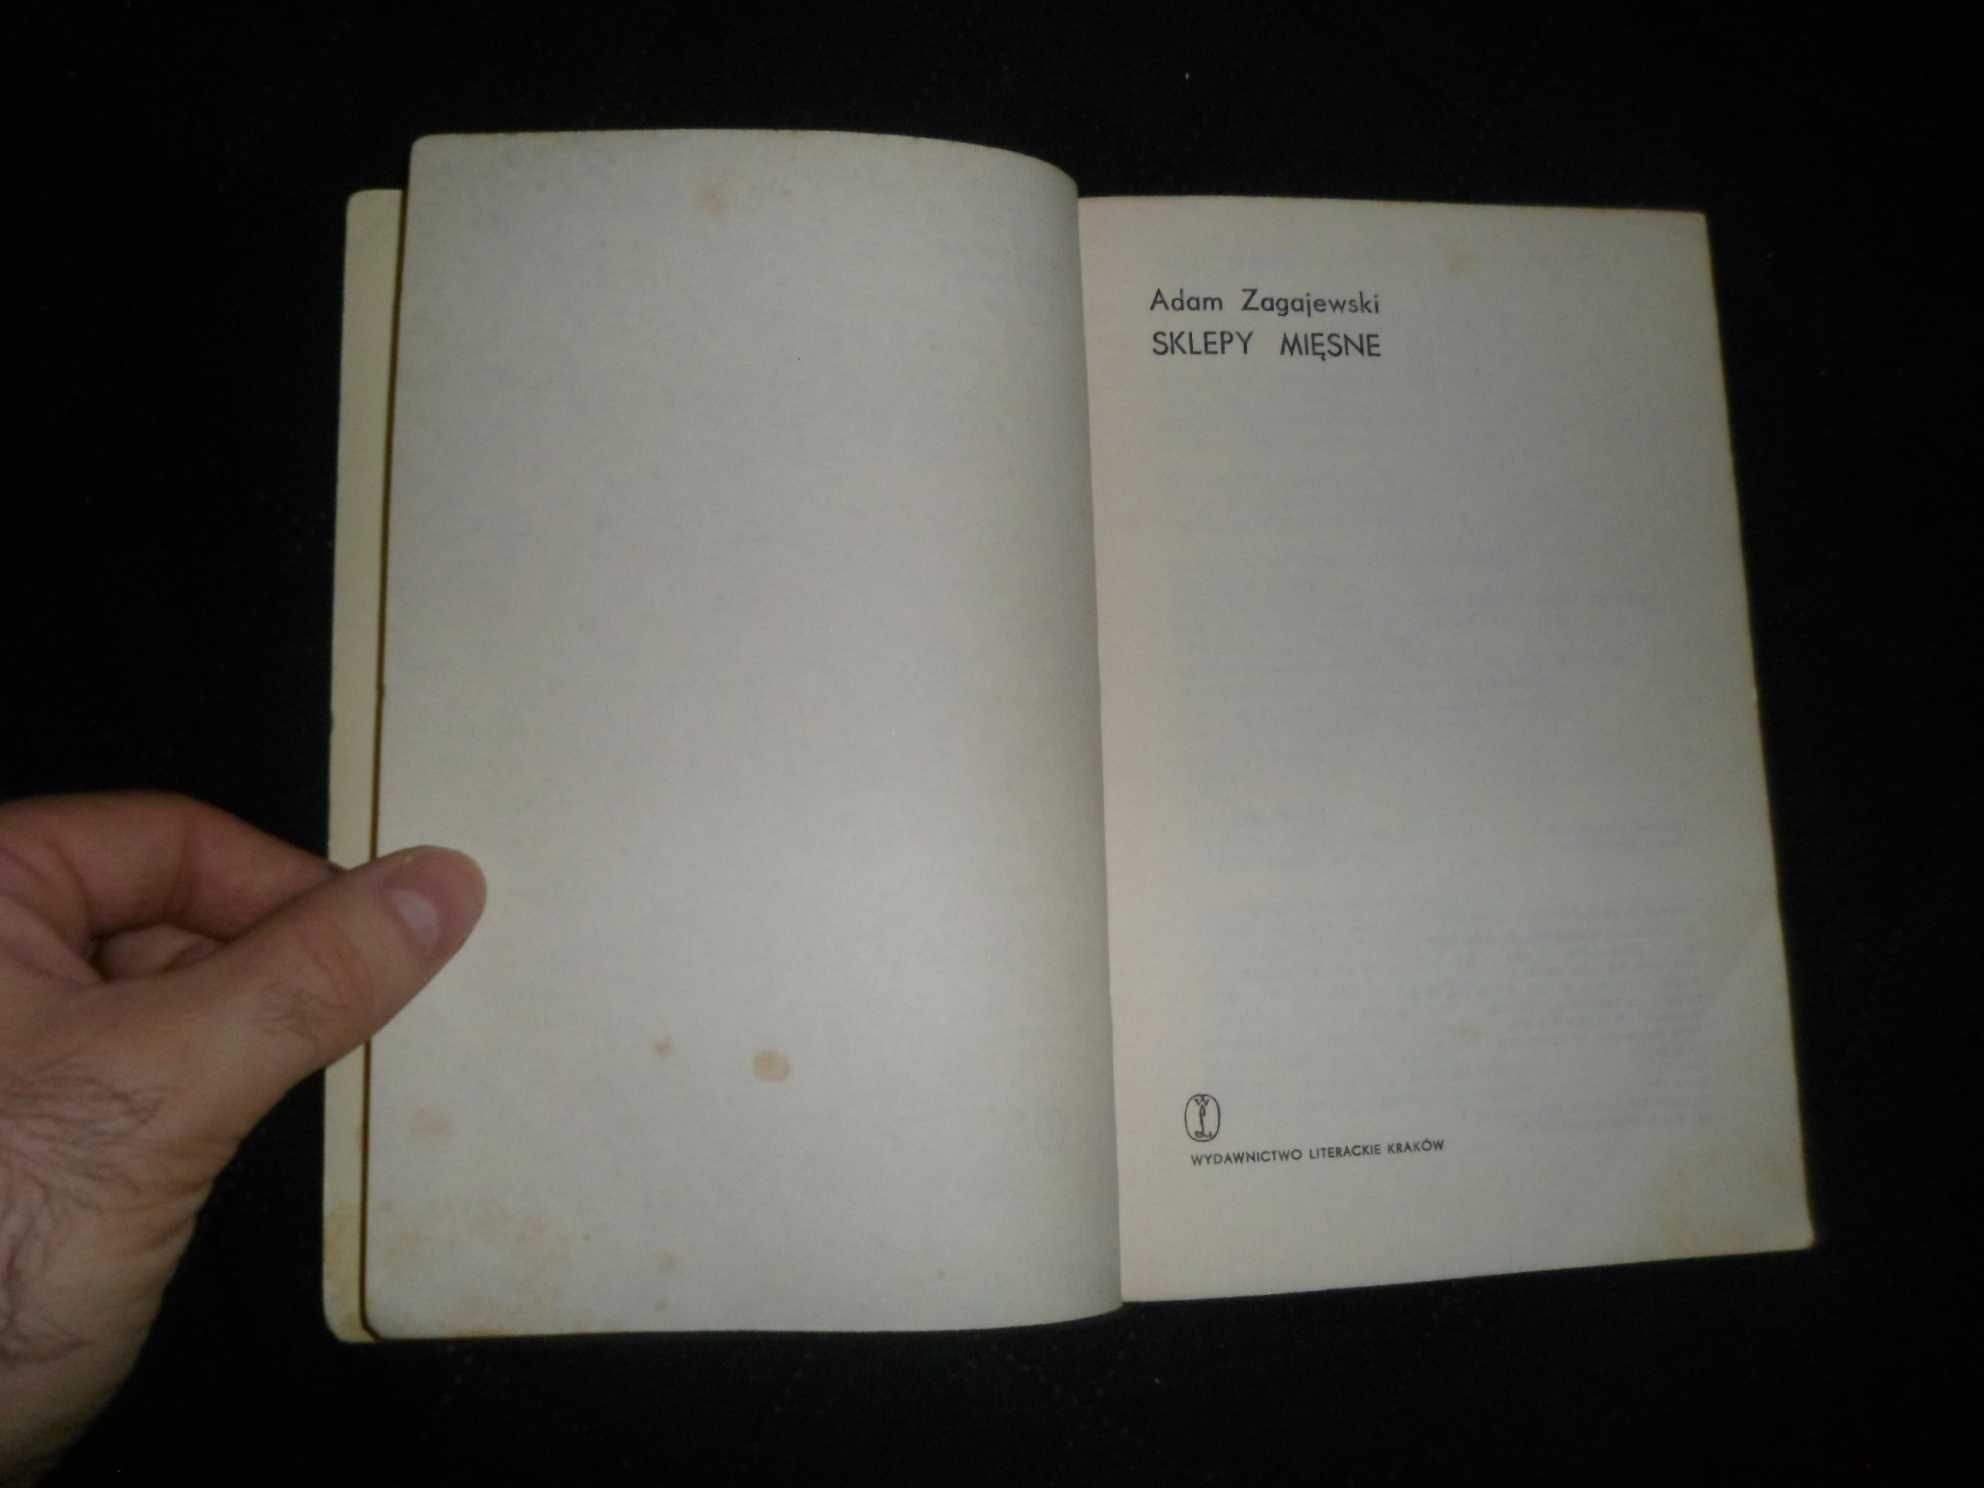 Adam Zagajewski
SKLEPY MIĘSNE
WYDAWNICTWO LITERACKIE KRAKÓW